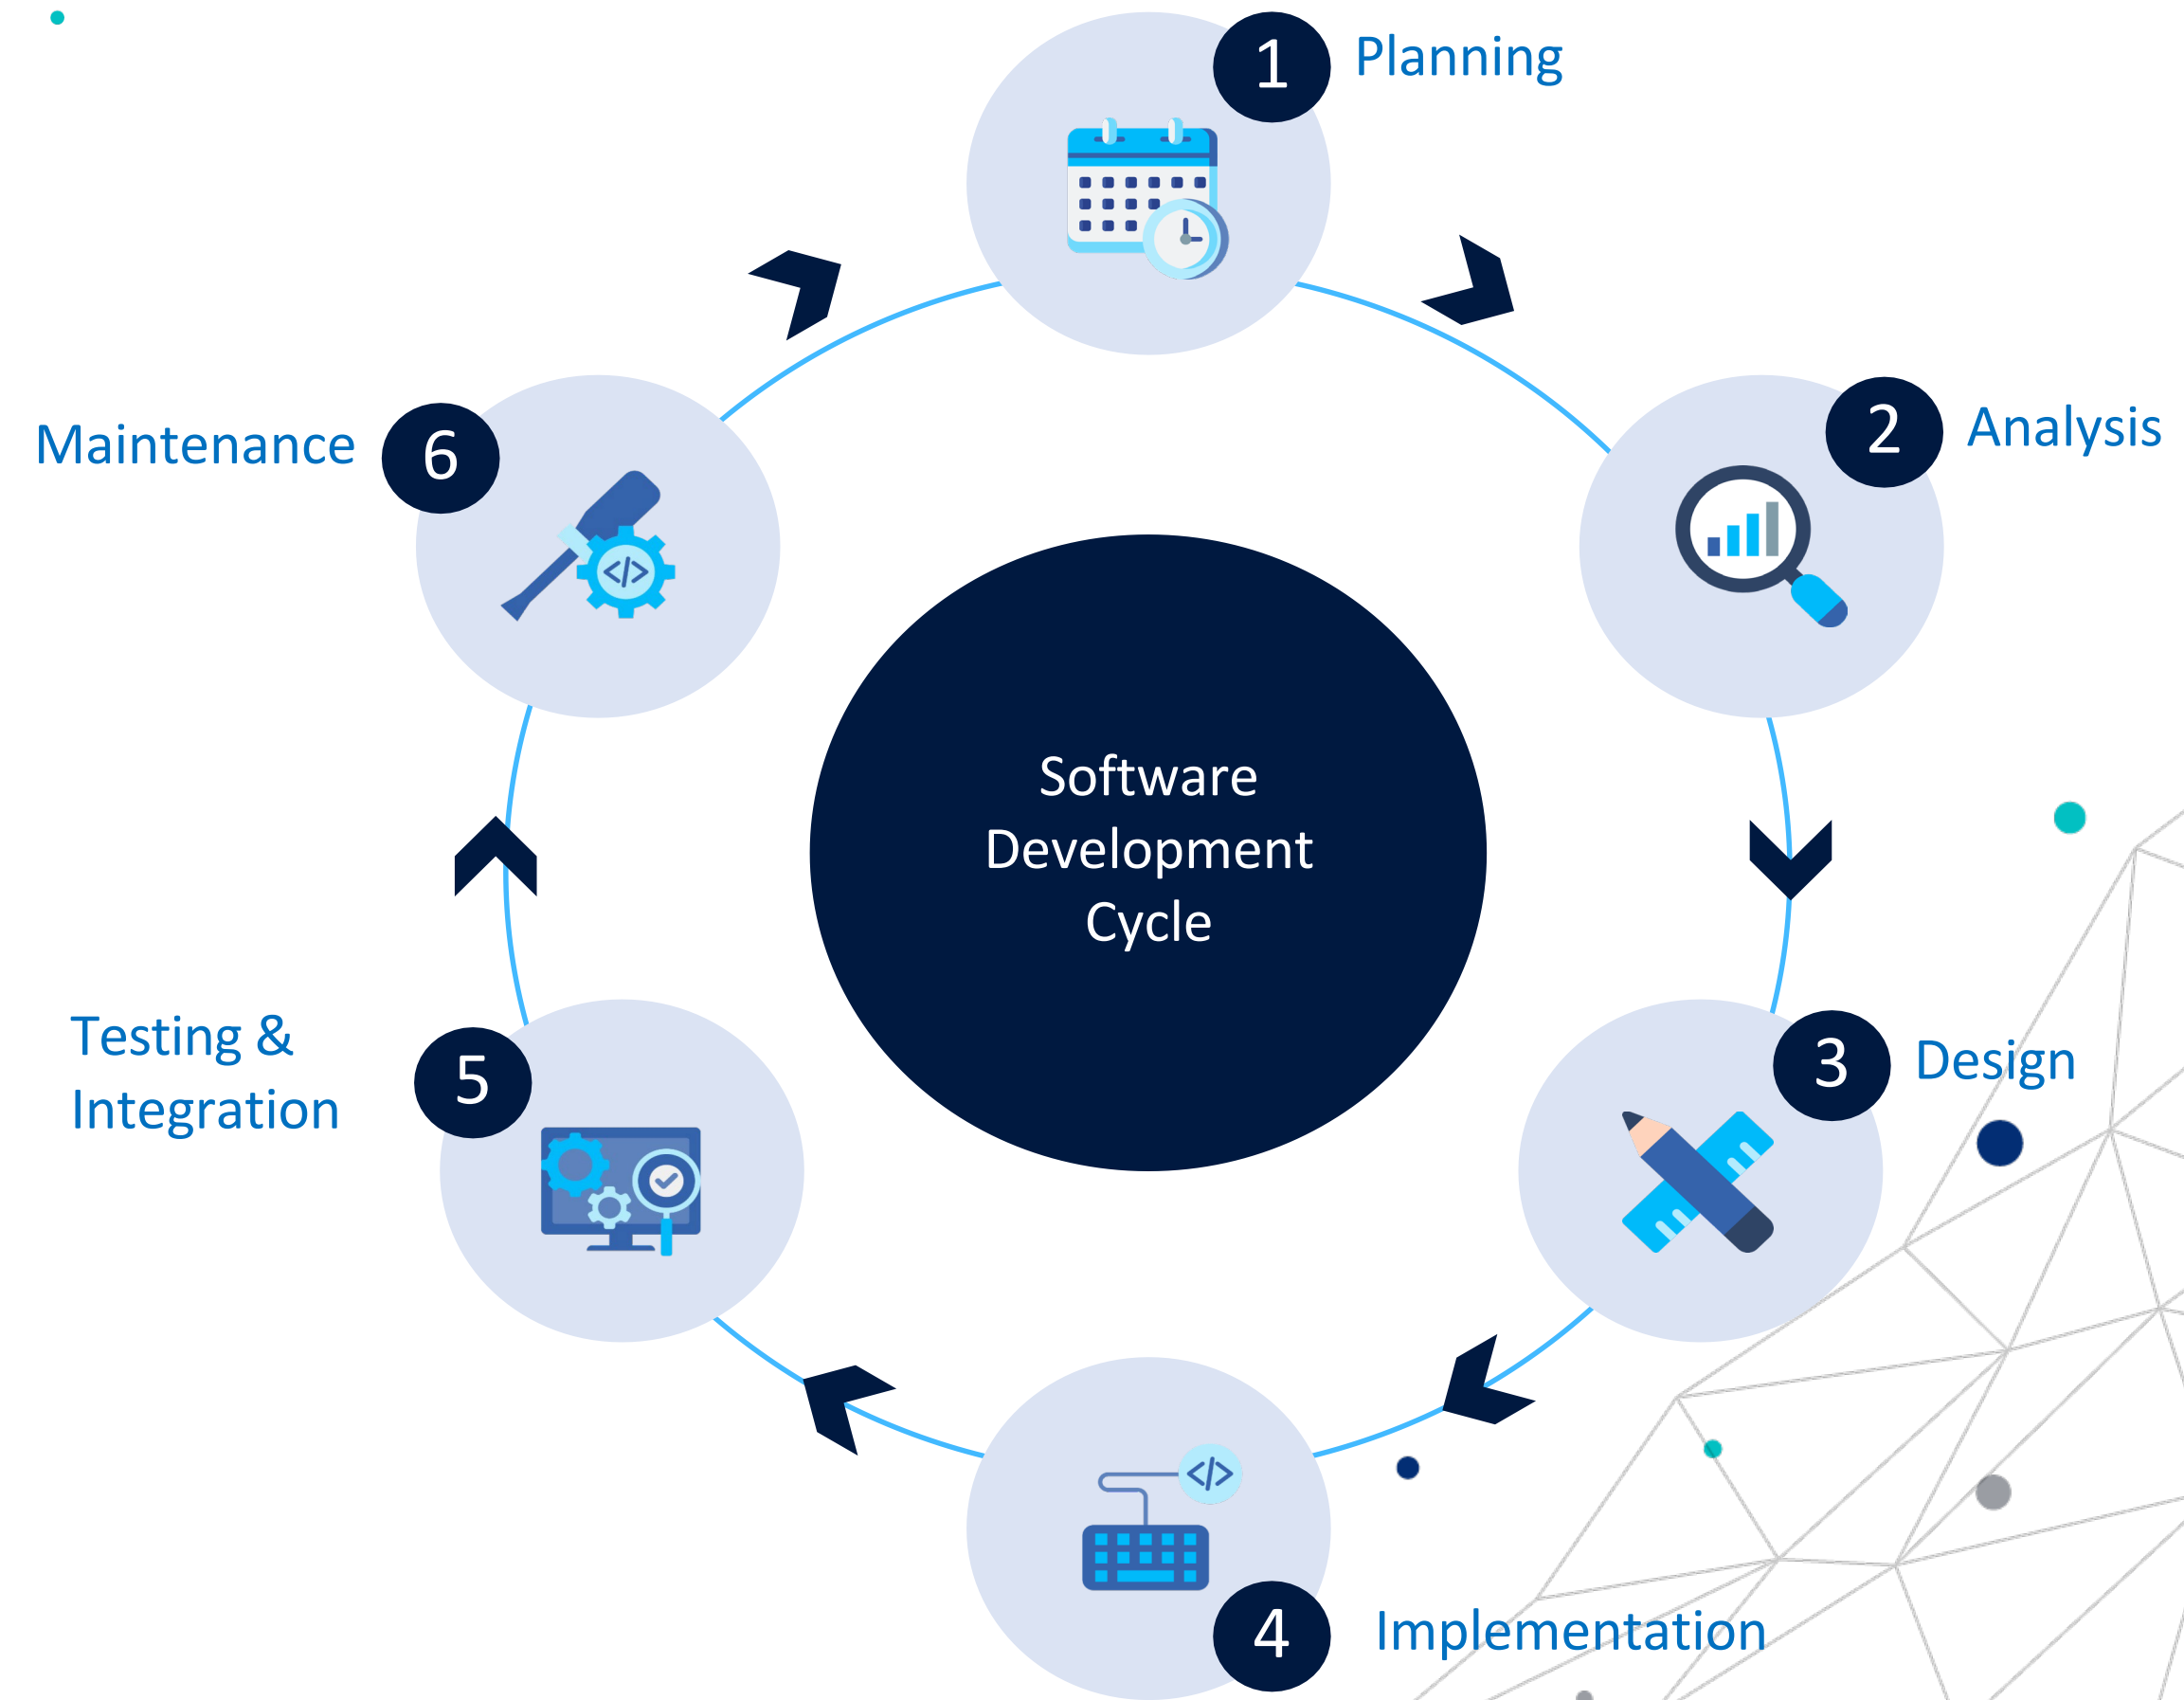 1
Planning
2
Analysis
3
Design
4
Implementation
5
Testing &
Integration
6
Maintenance
Software
Development
Cycle